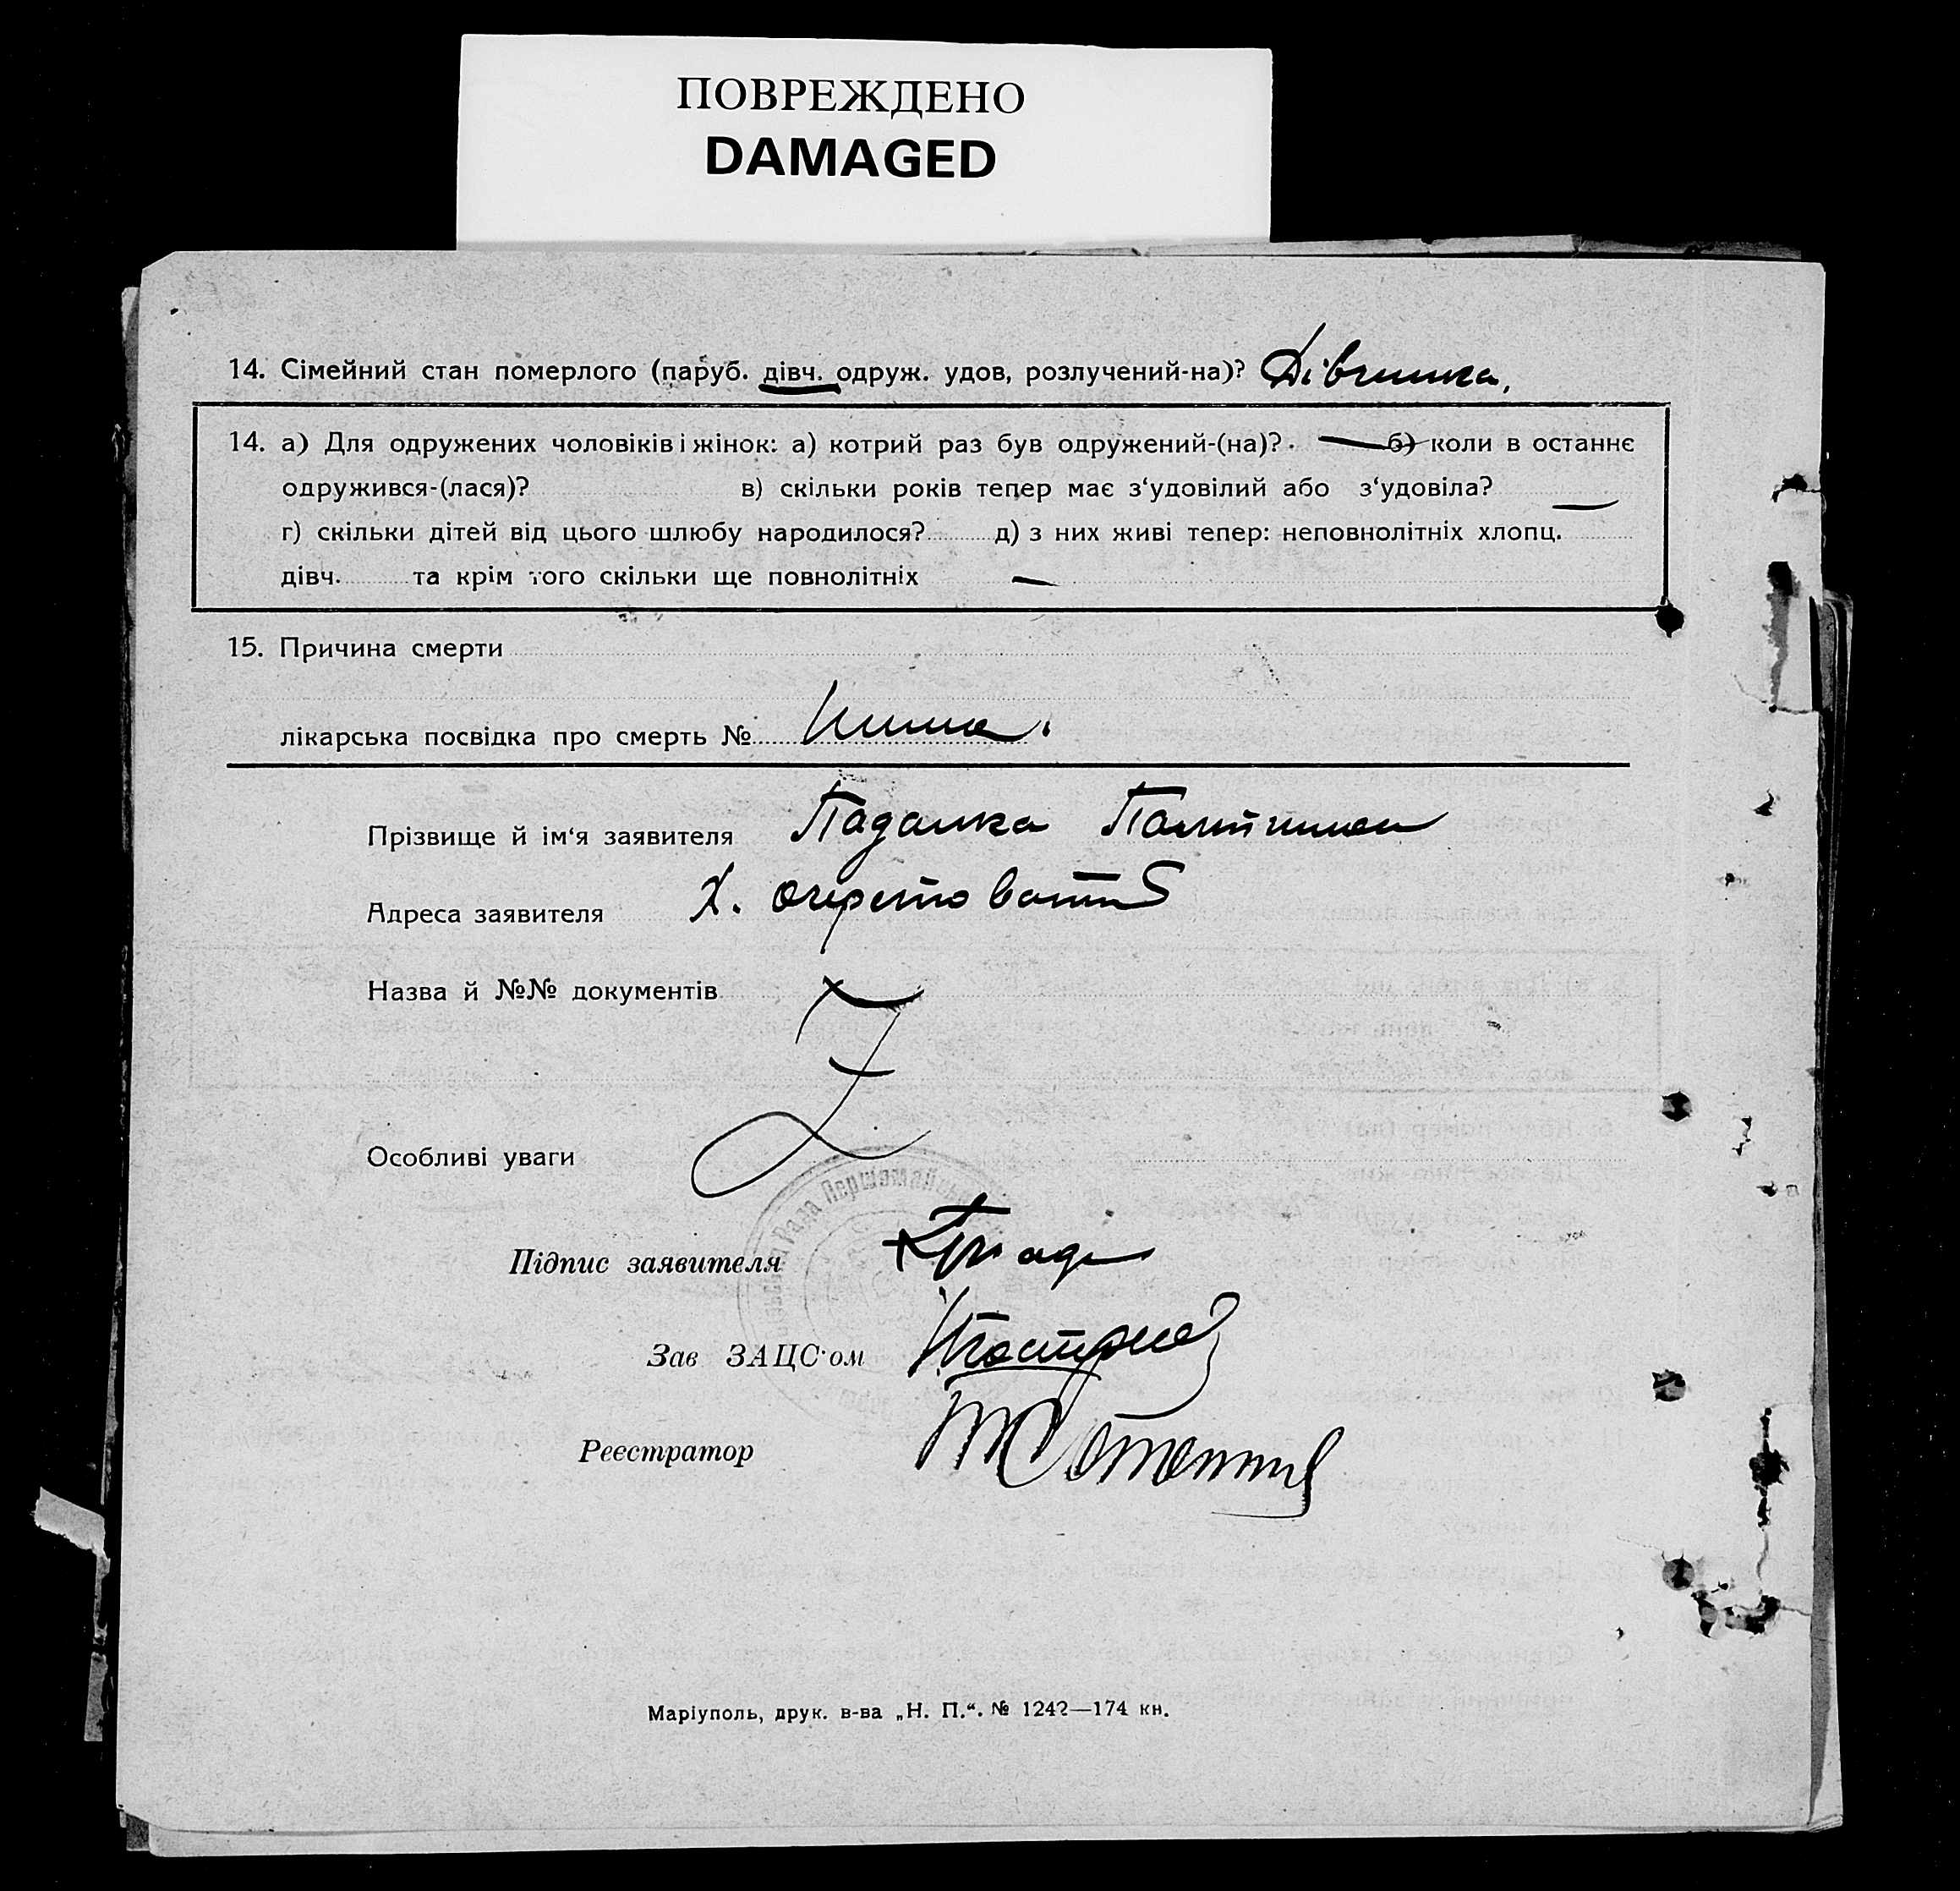 ПОВРЕЖДЕНО
DAMAGED
14. Сімейний стан померлого (паруб. дівч. одруж. удов, розлучений-на)? Дівчинка,
14. а) Для одружених чоловіків і жінок: а) котрий раз був одружений-(на)? — б) коли в останнє
одружився-(лася)? в) скільки років тепер має з‘удовілий або з‘удовіла? —
г) скільки дітей від цього шлюбу народилося? д) з них живі тепер: неповнолітніх хлопц.
дівч. та крім того скільки ще повнолітніх —
15. Причина смерти
лікарська посвідка про смерть №
Прізвище й ім‘я заявителя Падалка
Адреса заявителя Х.
Назва й №№ документів
Особливі уваги
Рада Першомайсь
Підпис заявителя
Зав ЗАЦС‘ом
Реєстратор
Маріуполь, друк. в-ва „Н. П.“. № 1242—174 кн.